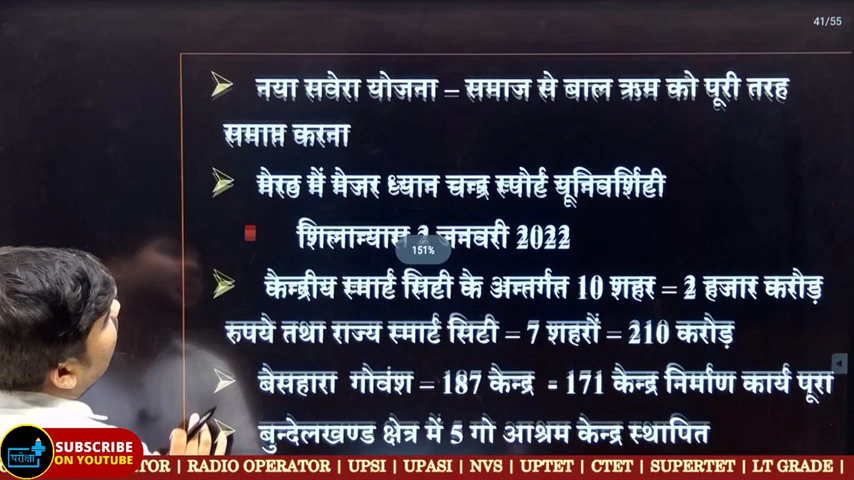 41/55
नया सवेरा योजना – समाज से बाल ऋम को पूरी तरह
समाप्त करना
मेरठ में मेजर ध्यान चन्द्र स्पोर्ट यूनिवर्शिटी
शिलान्यास 2 जनवरी 2022
151%
कैन्द्रीय स्मार्ट सिटी कै अन्तर्गत 10 शहर = 2 हजार करौड़
रुपये तथा राज्य स्मार्ट सिटी = 7 शहरौं = 210 करौड़
बेसहारा गौवंश – 187 कैन्द्र - 171 कैन्द्र निर्माण कार्य पूरा
बुन्देलखण्ड क्षेत्र में 5 गो आश्रम केन्द्र स्थापित
परीक्षा
SUBSCRIBE
ON YOUTUBE
TOR | RADIO OPERATOR | UPSI | UPASI | NVS | UPTET | CTET | SUPERTET | LT GRADE |